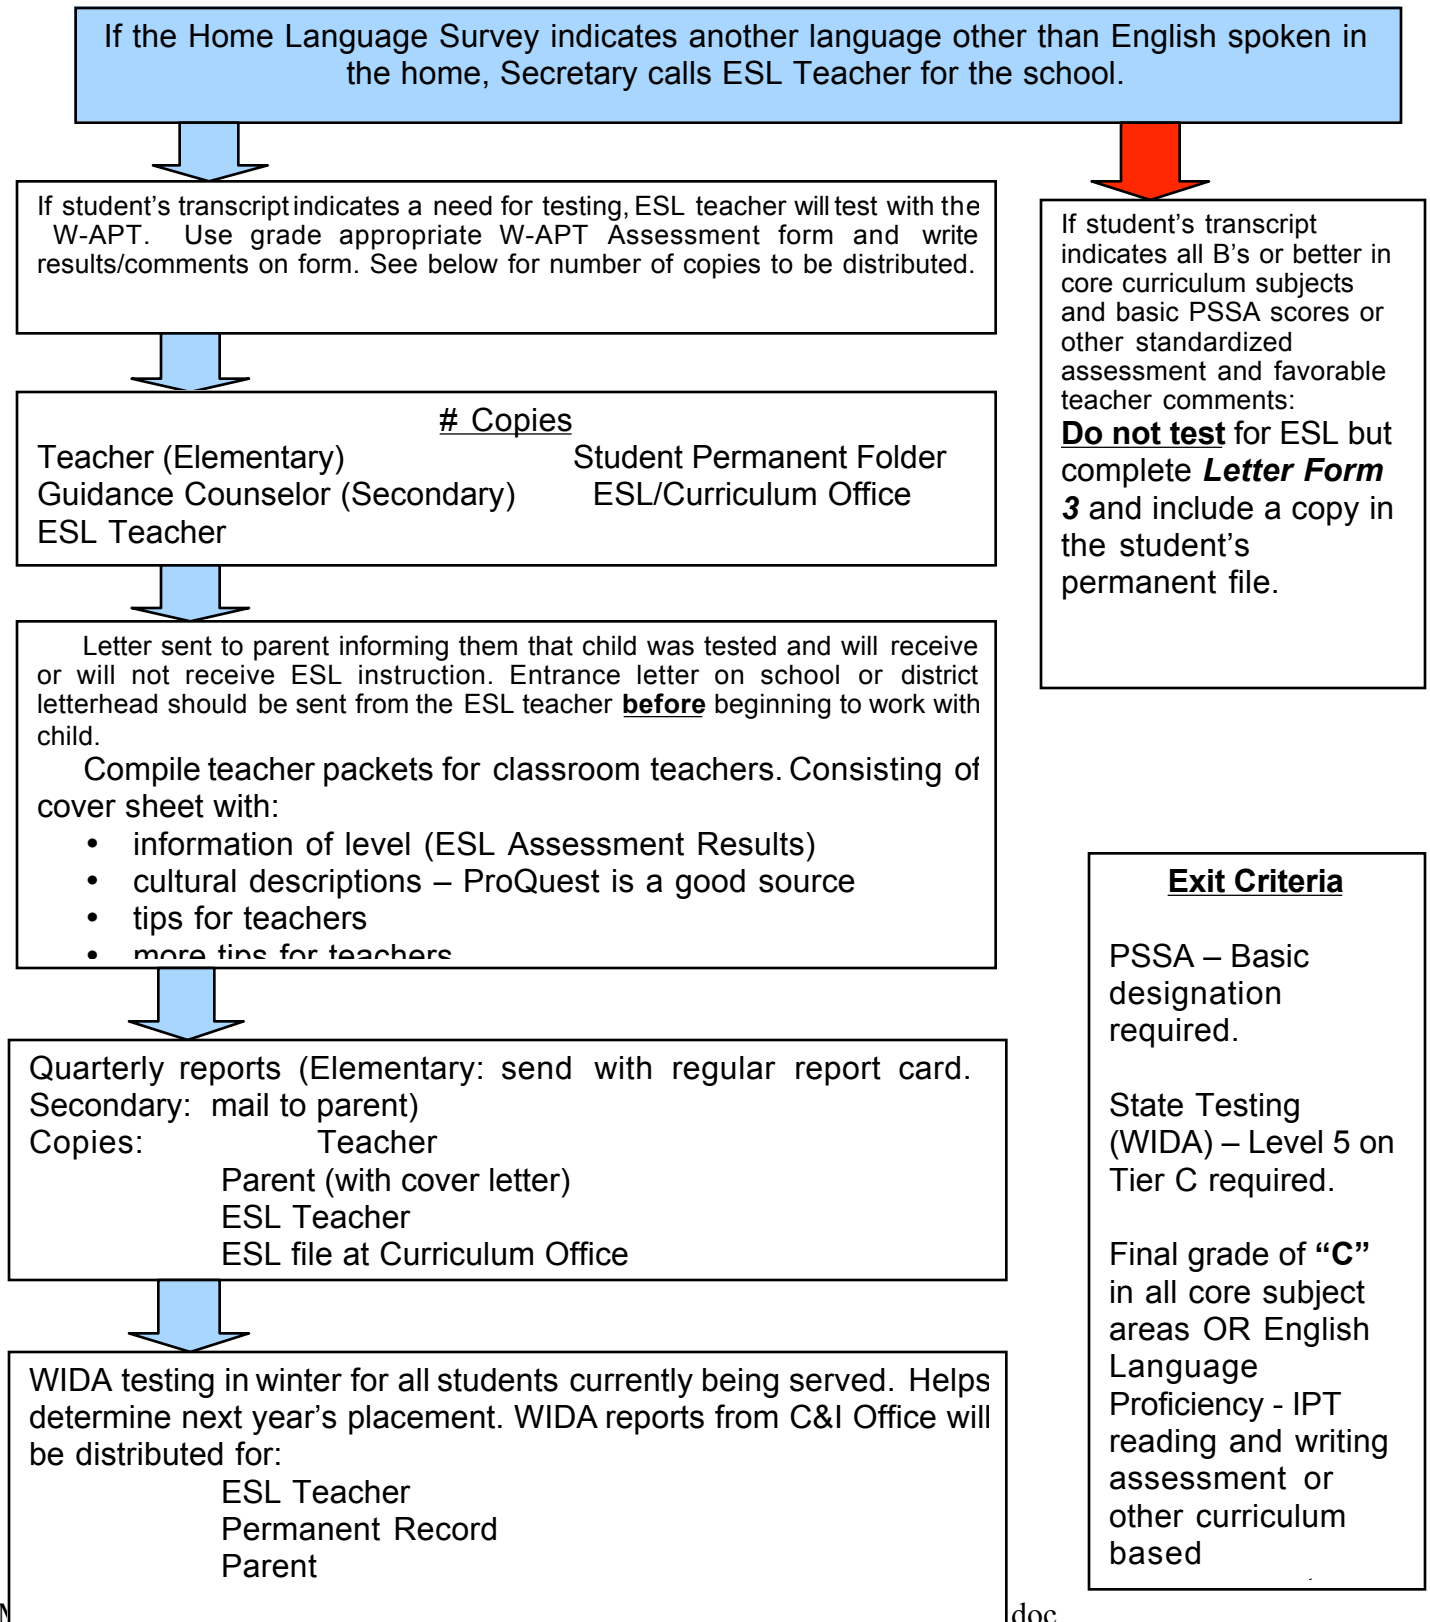 If the Home Language Survey indicates another language other than English spoken in
the home, Secretary calls ESL Teacher for the school.
If student’s transcript indicates a need for testing, ESL teacher will test with the
W-APT. Use grade appropriate W-APT Assessment form and write
results/comments on form. See below for number of copies to be distributed.
# Copies
Teacher (Elementary) Student Permanent Folder
Guidance Counselor (Secondary) ESL/Curriculum Office
ESL Teacher
Letter sent to parent informing them that child was tested and will receive
or will not receive ESL instruction. Entrance letter on school or district
letterhead should be sent from the ESL teacher before beginning to work with
child.
Compile teacher packets for classroom teachers. Consisting of
cover sheet with:
• information of level (ESL Assessment Results)
• cultural descriptions – ProQuest is a good source
• tips for teachers
• more tips for teachers
Quarterly reports (Elementary: send with regular report card.
Secondary: mail to parent)
Copies: Teacher
Parent (with cover letter)
ESL Teacher
ESL file at Curriculum Office
WIDA testing in winter for all students currently being served. Helps
determine next year’s placement. WIDA reports from C&I Office will
be distributed for:
ESL Teacher
Permanent Record
Parent
If student’s transcript
indicates all B’s or better in
core curriculum subjects
and basic PSSA scores or
other standardized
assessment and favorable
teacher comments:
Do not test for ESL but
complete Letter Form
3 and include a copy in
the student’s
permanent file.
Exit Criteria
PSSA – Basic
designation
required.
State Testing
(WIDA) – Level 5 on
Tier C required.
Final grade of “C”
in all core subject
areas OR English
Language
Proficiency - IPT
reading and writing
assessment or
other curriculum
based
doc